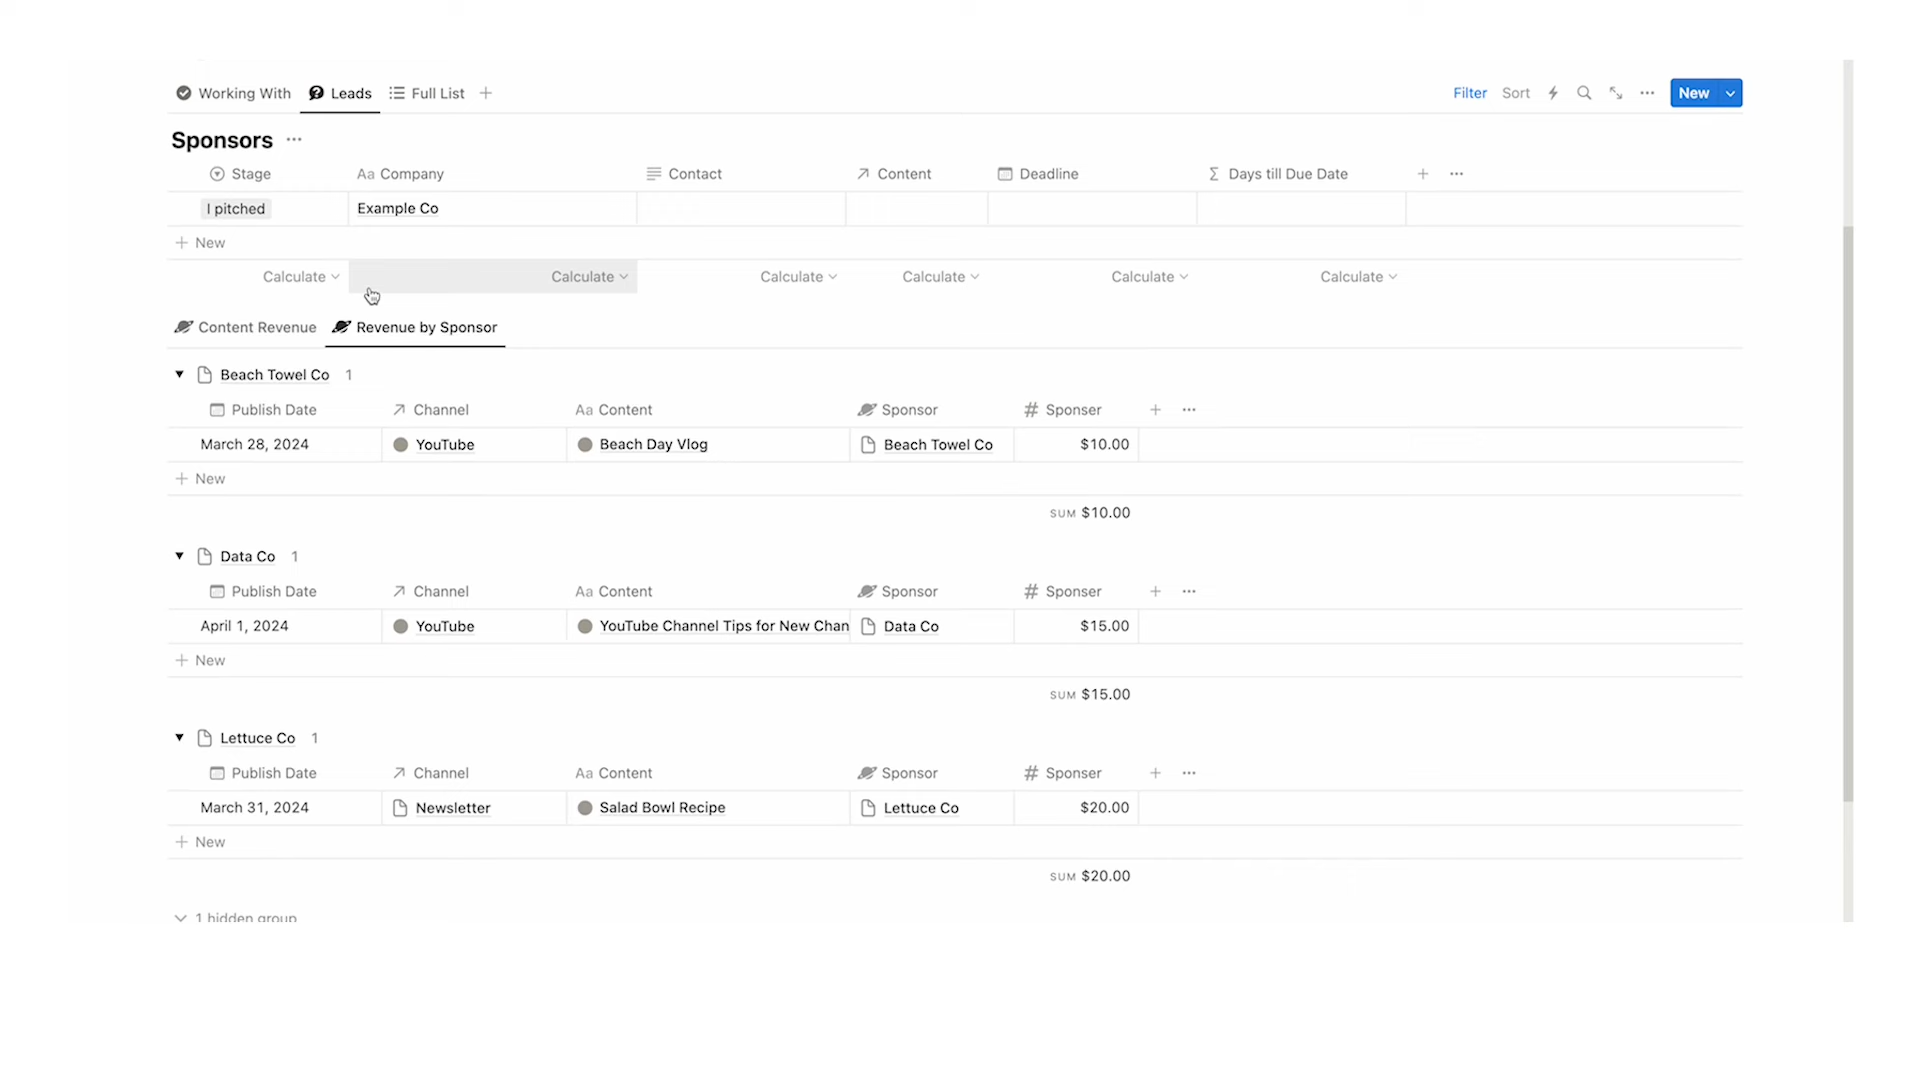 Working With Leads Full List + Filter Sort New
Sponsors ...
Stage Aa Company Contact Content Deadline Σ Days till Due Date + ...
I pitched Example Co
+ New
Calculate Calculate Calculate Calculate Calculate Calculate
Content Revenue Revenue by Sponsor
Beach Towel Co 1
Publish Date Channel Aa Content Sponsor # Sponser + ...
March 28, 2024 YouTube Beach Day Vlog Beach Towel Co $10.00
+ New
SUM $10.00
Data Co 1
Publish Date Channel Aa Content Sponsor # Sponser + ...
April 1, 2024 YouTube YouTube Channel Tips for New Chan Data Co $15.00
+ New
SUM $15.00
Lettuce Co 1
Publish Date Channel Aa Content Sponsor # Sponser + ...
March 31, 2024 Newsletter Salad Bowl Recipe Lettuce Co $20.00
+ New
SUM $20.00
1 hidden group